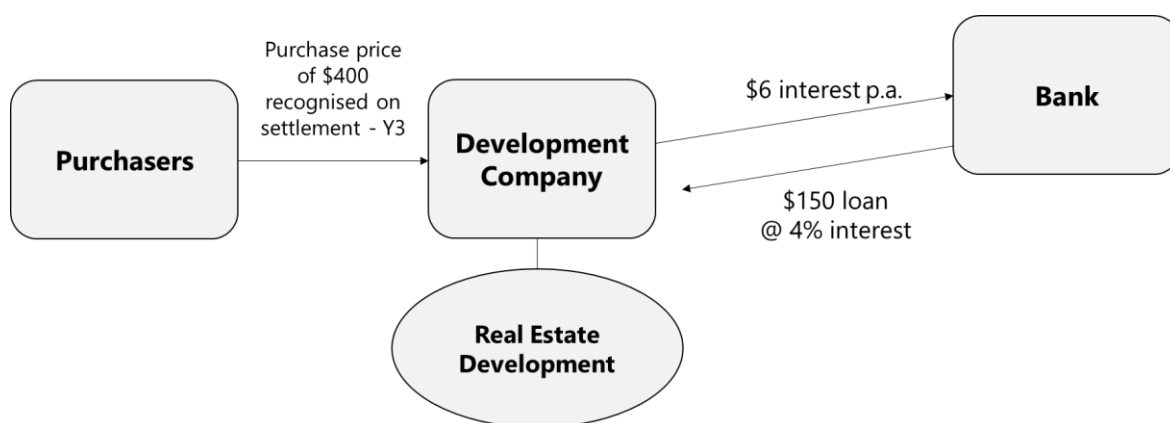 Purchase price
of $400
recognised on
settlement - Y3
Purchasers
Development
Company
$6 interest p.a.
Bank
$150 loan
@ 4% interest
Real Estate
Development